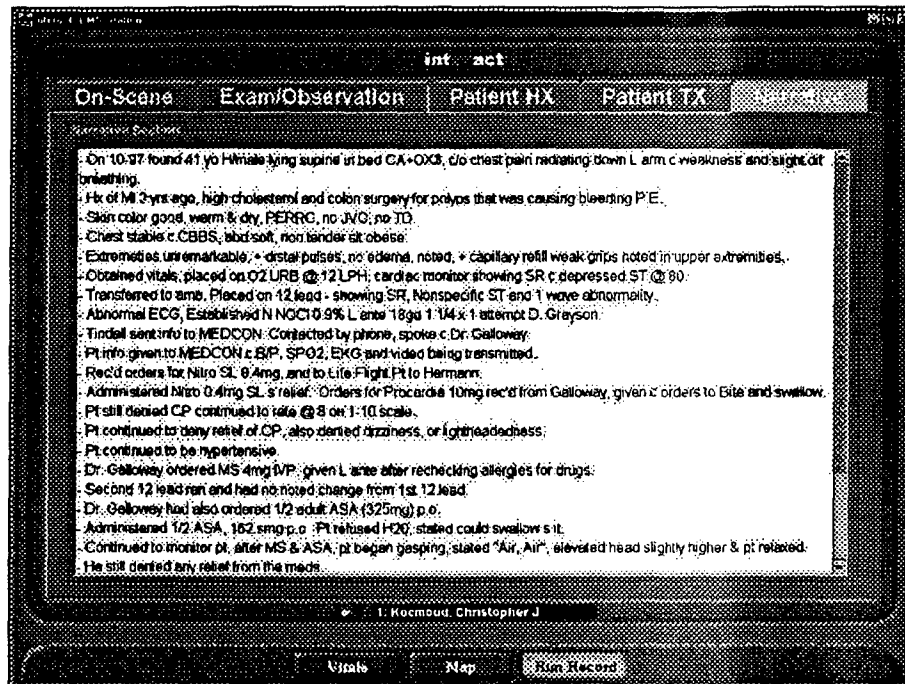 int act
On-Scene Exam/Observation Patient HX Patient TX Narrative
Narrative Section
- On 10-97 found 41 yo H/male lying supine in bed CA+OX3, c/o chest pain radiating down L arm c weakness and slight dif
breathing.
- Hx of MI 3 yrs ago, high cholesterol and colon surgery for polyps that was causing bleeding P.E.
- Skin color good, warm & dry, PERRC, no JVD, no TD
- Chest stable c CBBS, abd soft, non tender slt obese.
- Extremeties unremarkable, + distal pulses, no edema, noted, + capillary refill weak grips noted in upper extremities.
- Obtained vitals, placed on O2 URB @ 12 LPH, cardiac monitor showing SR c depressed ST @ 80.
- Transferred to amb. Placed on 12 lead - showing SR, Nonspecific ST and 1 wave abnormality.
- Abnormal ECG, Established N NGCl 0.9% L ante 18ga 1 1/4 x 1 attempt D. Grayson.
- Tindall sent info to MEDCON. Contacted by phone, spoke c Dr. Galloway.
- Pt info given to MEDCON c B/P, SPO2, EKG and video being transmitted.
- Rec'd orders for Nitro SL 0.4mg, and to Life Flight Pt to Hermann.
- Administered Nitro 0.4mg SL s relief. Orders for Procardia 10mg rec'd from Galloway, given c orders to Bite and swallow.
- Pt still denied CP continued to rate @ 8 on 1-10 scale.
- Pt continued to deny relief of CP, also denied dizziness, or lightheadedness.
- Pt continued to be hypertensive.
- Dr. Galloway ordered MS 4mg IVP, given L ante after rechecking allergies for drugs.
- Second 12 lead ran and had no noted change from 1st 12 lead.
- Dr. Galloway had also ordered 1/2 adult ASA (325mg) p.o.
- Administered 1/2 ASA, 162.5mg p.o. Pt refused H20, stated could swallow s it.
- Continued to monitor pt, after MS & ASA, pt began gasping, stated "Air, Air", elevated head slightly higher & pt relaxed.
- He still denied any relief from the meds.
1. Kocmoud, Christopher J
Vitals Map Run Record